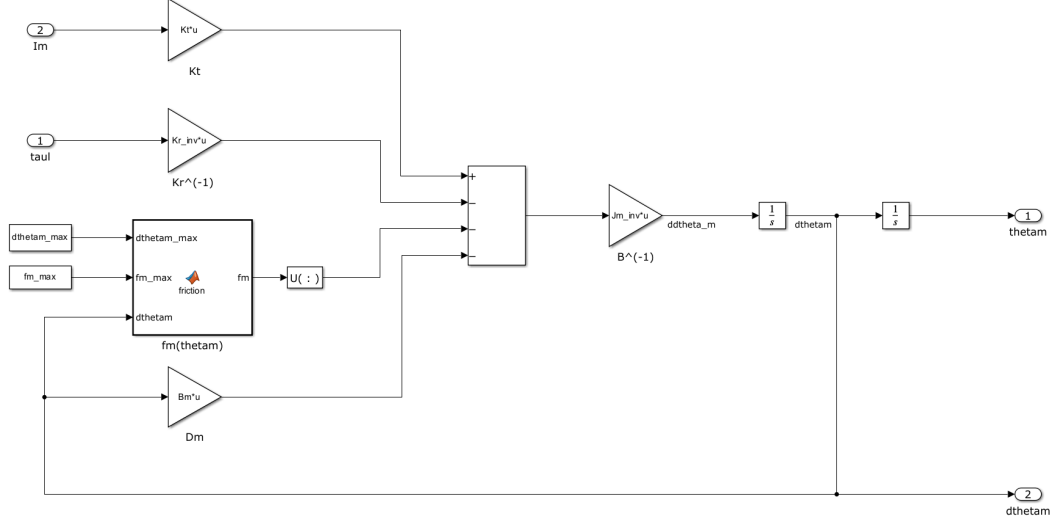 2
Im
Kt*u
Kt
1
taul
Kr_inv*u
Kr^(-1)
dthetam_max
fm_max
dthetam_max
fm_max
dthetam
friction
fm
fm(thetam)
U( : )
Bm*u
Dm
+
−
−
−
Jm_inv*u
B^(-1)
ddtheta_m
1
s
dthetam
1
s
1
thetam
2
dthetam